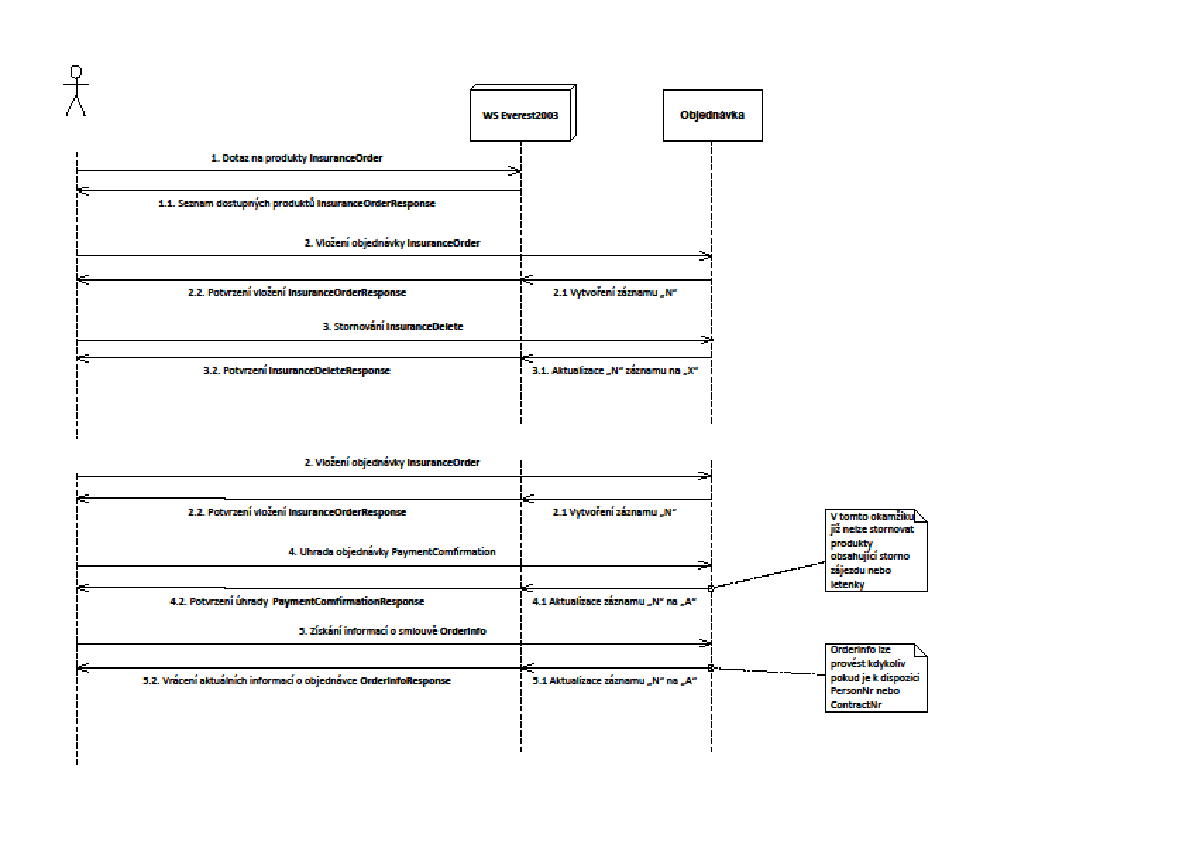 WS Everest2003
Objednávka
1. Dotaz na produkty InsuranceOrder
1.1. Seznam dostupných produktů InsuranceOrderResponse
2. Vložení objednávky InsuranceOrder
2.2. Potvrzení vložení InsuranceOrderResponse
2.1 Vytvoření záznamu „N“
3. Stornování InsuranceDelete
3.2. Potvrzení InsuranceDeleteResponse
3.1. Aktualizace „N“ záznamu na „X“
2. Vložení objednávky InsuranceOrder
2.2. Potvrzení vložení InsuranceOrderResponse
2.1 Vytvoření záznamu „N“
V tomto okamžiku
již nelze stornovat
produkty
obsahující storno
zájezdu nebo
letenky
4. Uhrada objednávky PaymentComfirmation
4.2. Potvrzení úhrady PaymentComfirmationResponse
4.1 Aktualizace záznamu „N“ na „A“
5. Získání informací o smlouvě OrderInfo
5.2. Vrácení aktuálních informací o objednávce OrderInfoResponse
5.1 Aktualizace záznamu „N“ na „A“
OrderInfo lze
provést kdykoliv
pokud je k dispozici
PersonNr nebo
ContractNr